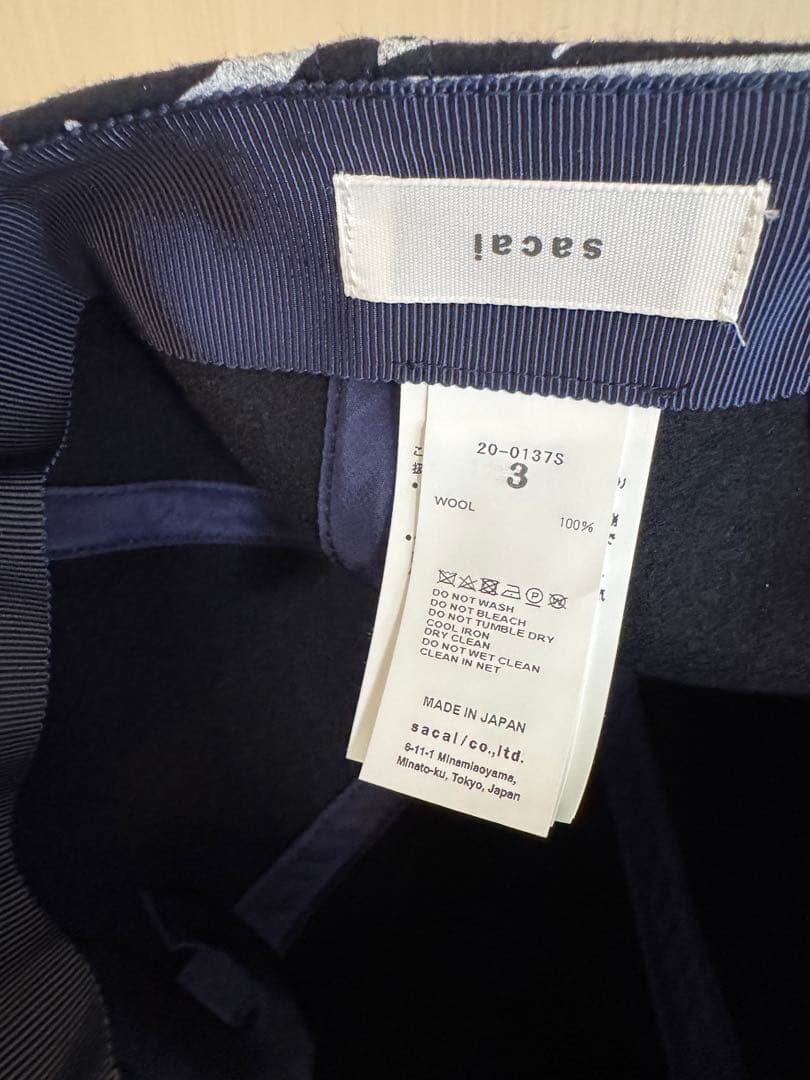 sacai
20-0137S
3
WOOL
100%
DO NOT WASH
DO NOT BLEACH
DO NOT TUMBLE DRY
COOL IRON
DRY CLEAN
DO NOT WET CLEAN
CLEAN IN NET
MADE IN JAPAN
sacai/co.,ltd.
6-11-1 Minamiaoyama,
Minato-ku, Tokyo, Japan